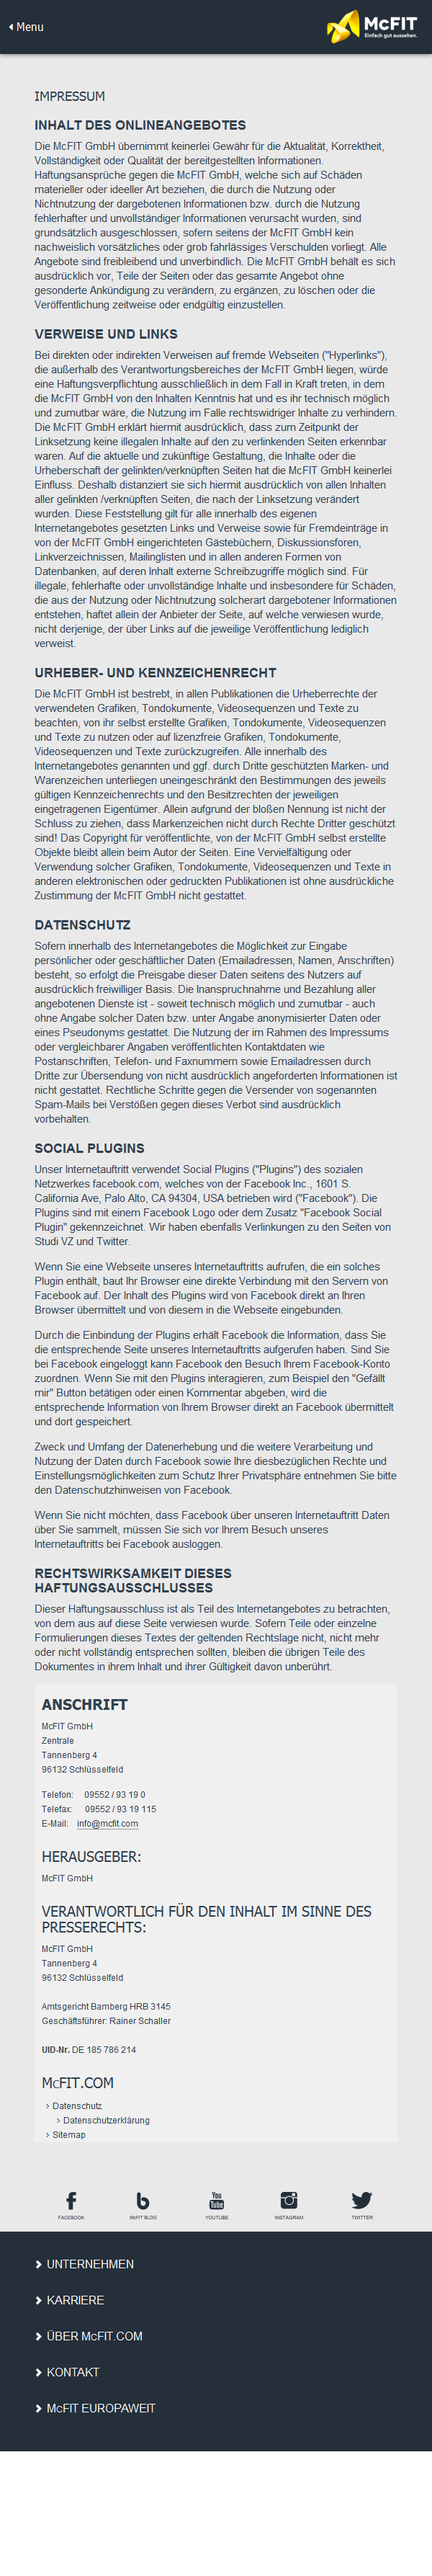 Menu
McFIT
Einfach gut aussehen.
IMPRESSUM
INHALT DES ONLINEANGEBOTES
Die McFIT GmbH übernimmt keinerlei Gewähr für die Aktualität, Korrektheit,
Vollständigkeit oder Qualität der bereitgestellten Informationen.
Haftungsansprüche gegen die McFIT GmbH, welche sich auf Schäden
materieller oder ideeller Art beziehen, die durch die Nutzung oder
Nichtnutzung der dargebotenen Informationen bzw. durch die Nutzung
fehlerhafter und unvollständiger Informationen verursacht wurden, sind
grundsätzlich ausgeschlossen, sofern seitens der McFIT GmbH kein
nachweislich vorsätzliches oder grob fahrlässiges Verschulden vorliegt. Alle
Angebote sind freibleibend und unverbindlich. Die McFIT GmbH behält es sich
ausdrücklich vor, Teile der Seiten oder das gesamte Angebot ohne
gesonderte Ankündigung zu verändern, zu ergänzen, zu löschen oder die
Veröffentlichung zeitweise oder endgültig einzustellen.
VERWEISE UND LINKS
Bei direkten oder indirekten Verweisen auf fremde Webseiten ("Hyperlinks"),
die außerhalb des Verantwortungsbereiches der McFIT GmbH liegen, würde
eine Haftungsverpflichtung ausschließlich in dem Fall in Kraft treten, in dem
die McFIT GmbH von den Inhalten Kenntnis hat und es ihr technisch möglich
und zumutbar wäre, die Nutzung im Falle rechtswidriger Inhalte zu verhindern.
Die McFIT GmbH erklärt hiermit ausdrücklich, dass zum Zeitpunkt der
Linksetzung keine illegalen Inhalte auf den zu verlinkenden Seiten erkennbar
waren. Auf die aktuelle und zukünftige Gestaltung, die Inhalte oder die
Urheberschaft der gelinkten/verknüpften Seiten hat die McFIT GmbH keinerlei
Einfluss. Deshalb distanziert sie sich hiermit ausdrücklich von allen Inhalten
aller gelinkten /verknüpften Seiten, die nach der Linksetzung verändert
wurden. Diese Feststellung gilt für alle innerhalb des eigenen
Internetangebotes gesetzten Links und Verweise sowie für Fremdeinträge in
von der McFIT GmbH eingerichteten Gästebüchern, Diskussionsforen,
Linkverzeichnissen, Mailinglisten und in allen anderen Formen von
Datenbanken, auf deren Inhalt externe Schreibzugriffe möglich sind. Für
illegale, fehlerhafte oder unvollständige Inhalte und insbesondere für Schäden,
die aus der Nutzung oder Nichtnutzung solcherart dargebotener Informationen
entstehen, haftet allein der Anbieter der Seite, auf welche verwiesen wurde,
nicht derjenige, der über Links auf die jeweilige Veröffentlichung lediglich
verweist.
URHEBER- UND KENNZEICHENRECHT
Die McFIT GmbH ist bestrebt, in allen Publikationen die Urheberrechte der
verwendeten Grafiken, Tondokumente, Videosequenzen und Texte zu
beachten, von ihr selbst erstellte Grafiken, Tondokumente, Videosequenzen
und Texte zu nutzen oder auf lizenzfreie Grafiken, Tondokumente,
Videosequenzen und Texte zurückzugreifen. Alle innerhalb des
Internetangebotes genannten und ggf. durch Dritte geschützten Marken- und
Warenzeichen unterliegen uneingeschränkt den Bestimmungen des jeweils
gültigen Kennzeichenrechts und den Besitzrechten der jeweiligen
eingetragenen Eigentümer. Allein aufgrund der bloßen Nennung ist nicht der
Schluss zu ziehen, dass Markenzeichen nicht durch Rechte Dritter geschützt
sind! Das Copyright für veröffentlichte, von der McFIT GmbH selbst erstellte
Objekte bleibt allein beim Autor der Seiten. Eine Vervielfältigung oder
Verwendung solcher Grafiken, Tondokumente, Videosequenzen und Texte in
anderen elektronischen oder gedruckten Publikationen ist ohne ausdrückliche
Zustimmung der McFIT GmbH nicht gestattet.
DATENSCHUTZ
Sofern innerhalb des Internetangebotes die Möglichkeit zur Eingabe
persönlicher oder geschäftlicher Daten (Emailadressen, Namen, Anschriften)
besteht, so erfolgt die Preisgabe dieser Daten seitens des Nutzers auf
ausdrücklich freiwilliger Basis. Die Inanspruchnahme und Bezahlung aller
angebotenen Dienste ist - soweit technisch möglich und zumutbar - auch
ohne Angabe solcher Daten bzw. unter Angabe anonymisierter Daten oder
eines Pseudonyms gestattet. Die Nutzung der im Rahmen des Impressums
oder vergleichbarer Angaben veröffentlichten Kontaktdaten wie
Postanschriften, Telefon- und Faxnummern sowie Emailadressen durch
Dritte zur Übersendung von nicht ausdrücklich angeforderten Informationen ist
nicht gestattet. Rechtliche Schritte gegen die Versender von sogenannten
Spam-Mails bei Verstößen gegen dieses Verbot sind ausdrücklich
vorbehalten.
SOCIAL PLUGINS
Unser Internetauftritt verwendet Social Plugins ("Plugins") des sozialen
Netzwerkes facebook.com, welches von der Facebook Inc., 1601 S.
California Ave, Palo Alto, CA 94304, USA betrieben wird ("Facebook"). Die
Plugins sind mit einem Facebook Logo oder dem Zusatz "Facebook Social
Plugin" gekennzeichnet. Wir haben ebenfalls Verlinkungen zu den Seiten von
Studi VZ und Twitter.
Wenn Sie eine Webseite unseres Internetauftritts aufrufen, die ein solches
Plugin enthält, baut Ihr Browser eine direkte Verbindung mit den Servern von
Facebook auf. Der Inhalt des Plugins wird von Facebook direkt an Ihren
Browser übermittelt und von diesem in die Webseite eingebunden.
Durch die Einbindung der Plugins erhält Facebook die Information, dass Sie
die entsprechende Seite unseres Internetauftritts aufgerufen haben. Sind Sie
bei Facebook eingeloggt kann Facebook den Besuch Ihrem Facebook-Konto
zuordnen. Wenn Sie mit den Plugins interagieren, zum Beispiel den "Gefällt
mir" Button betätigen oder einen Kommentar abgeben, wird die
entsprechende Information von Ihrem Browser direkt an Facebook übermittelt
und dort gespeichert.
Zweck und Umfang der Datenerhebung und die weitere Verarbeitung und
Nutzung der Daten durch Facebook sowie Ihre diesbezüglichen Rechte und
Einstellungsmöglichkeiten zum Schutz Ihrer Privatsphäre entnehmen Sie bitte
den Datenschutzhinweisen von Facebook.
Wenn Sie nicht möchten, dass Facebook über unseren Internetauftritt Daten
über Sie sammelt, müssen Sie sich vor Ihrem Besuch unseres
Internetauftritts bei Facebook ausloggen.
RECHTSWIRKSAMKEIT DIESES
HAFTUNGSAUSSCHLUSSES
Dieser Haftungsausschluss ist als Teil des Internetangebotes zu betrachten,
von dem aus auf diese Seite verwiesen wurde. Sofern Teile oder einzelne
Formulierungen dieses Textes der geltenden Rechtslage nicht, nicht mehr
oder nicht vollständig entsprechen sollten, bleiben die übrigen Teile des
Dokumentes in ihrem Inhalt und ihrer Gültigkeit davon unberührt.
ANSCHRIFT
McFIT GmbH
Zentrale
Tannenberg 4
96132 Schlüsselfeld
Telefon: 09552 / 93 19 0
Telefax: 09552 / 93 19 115
E-Mail: info@mcfit.com
HERAUSGEBER:
McFIT GmbH
VERANTWORTLICH FÜR DEN INHALT IM SINNE DES
PRESSERECHTS:
McFIT GmbH
Tannenberg 4
96132 Schlüsselfeld
Amtsgericht Bamberg HRB 3145
Geschäftsführer: Rainer Schaller
UID-Nr. DE 185 786 214
McFIT.COM
Datenschutz
Datenschutzerklärung
Sitemap
You
Tube
FACEBOOK
McFIT BLOG
YOUTUBE
INSTAGRAM
TWITTER
UNTERNEHMEN
KARRIERE
ÜBER McFIT.COM
KONTAKT
McFIT EUROPAWEIT